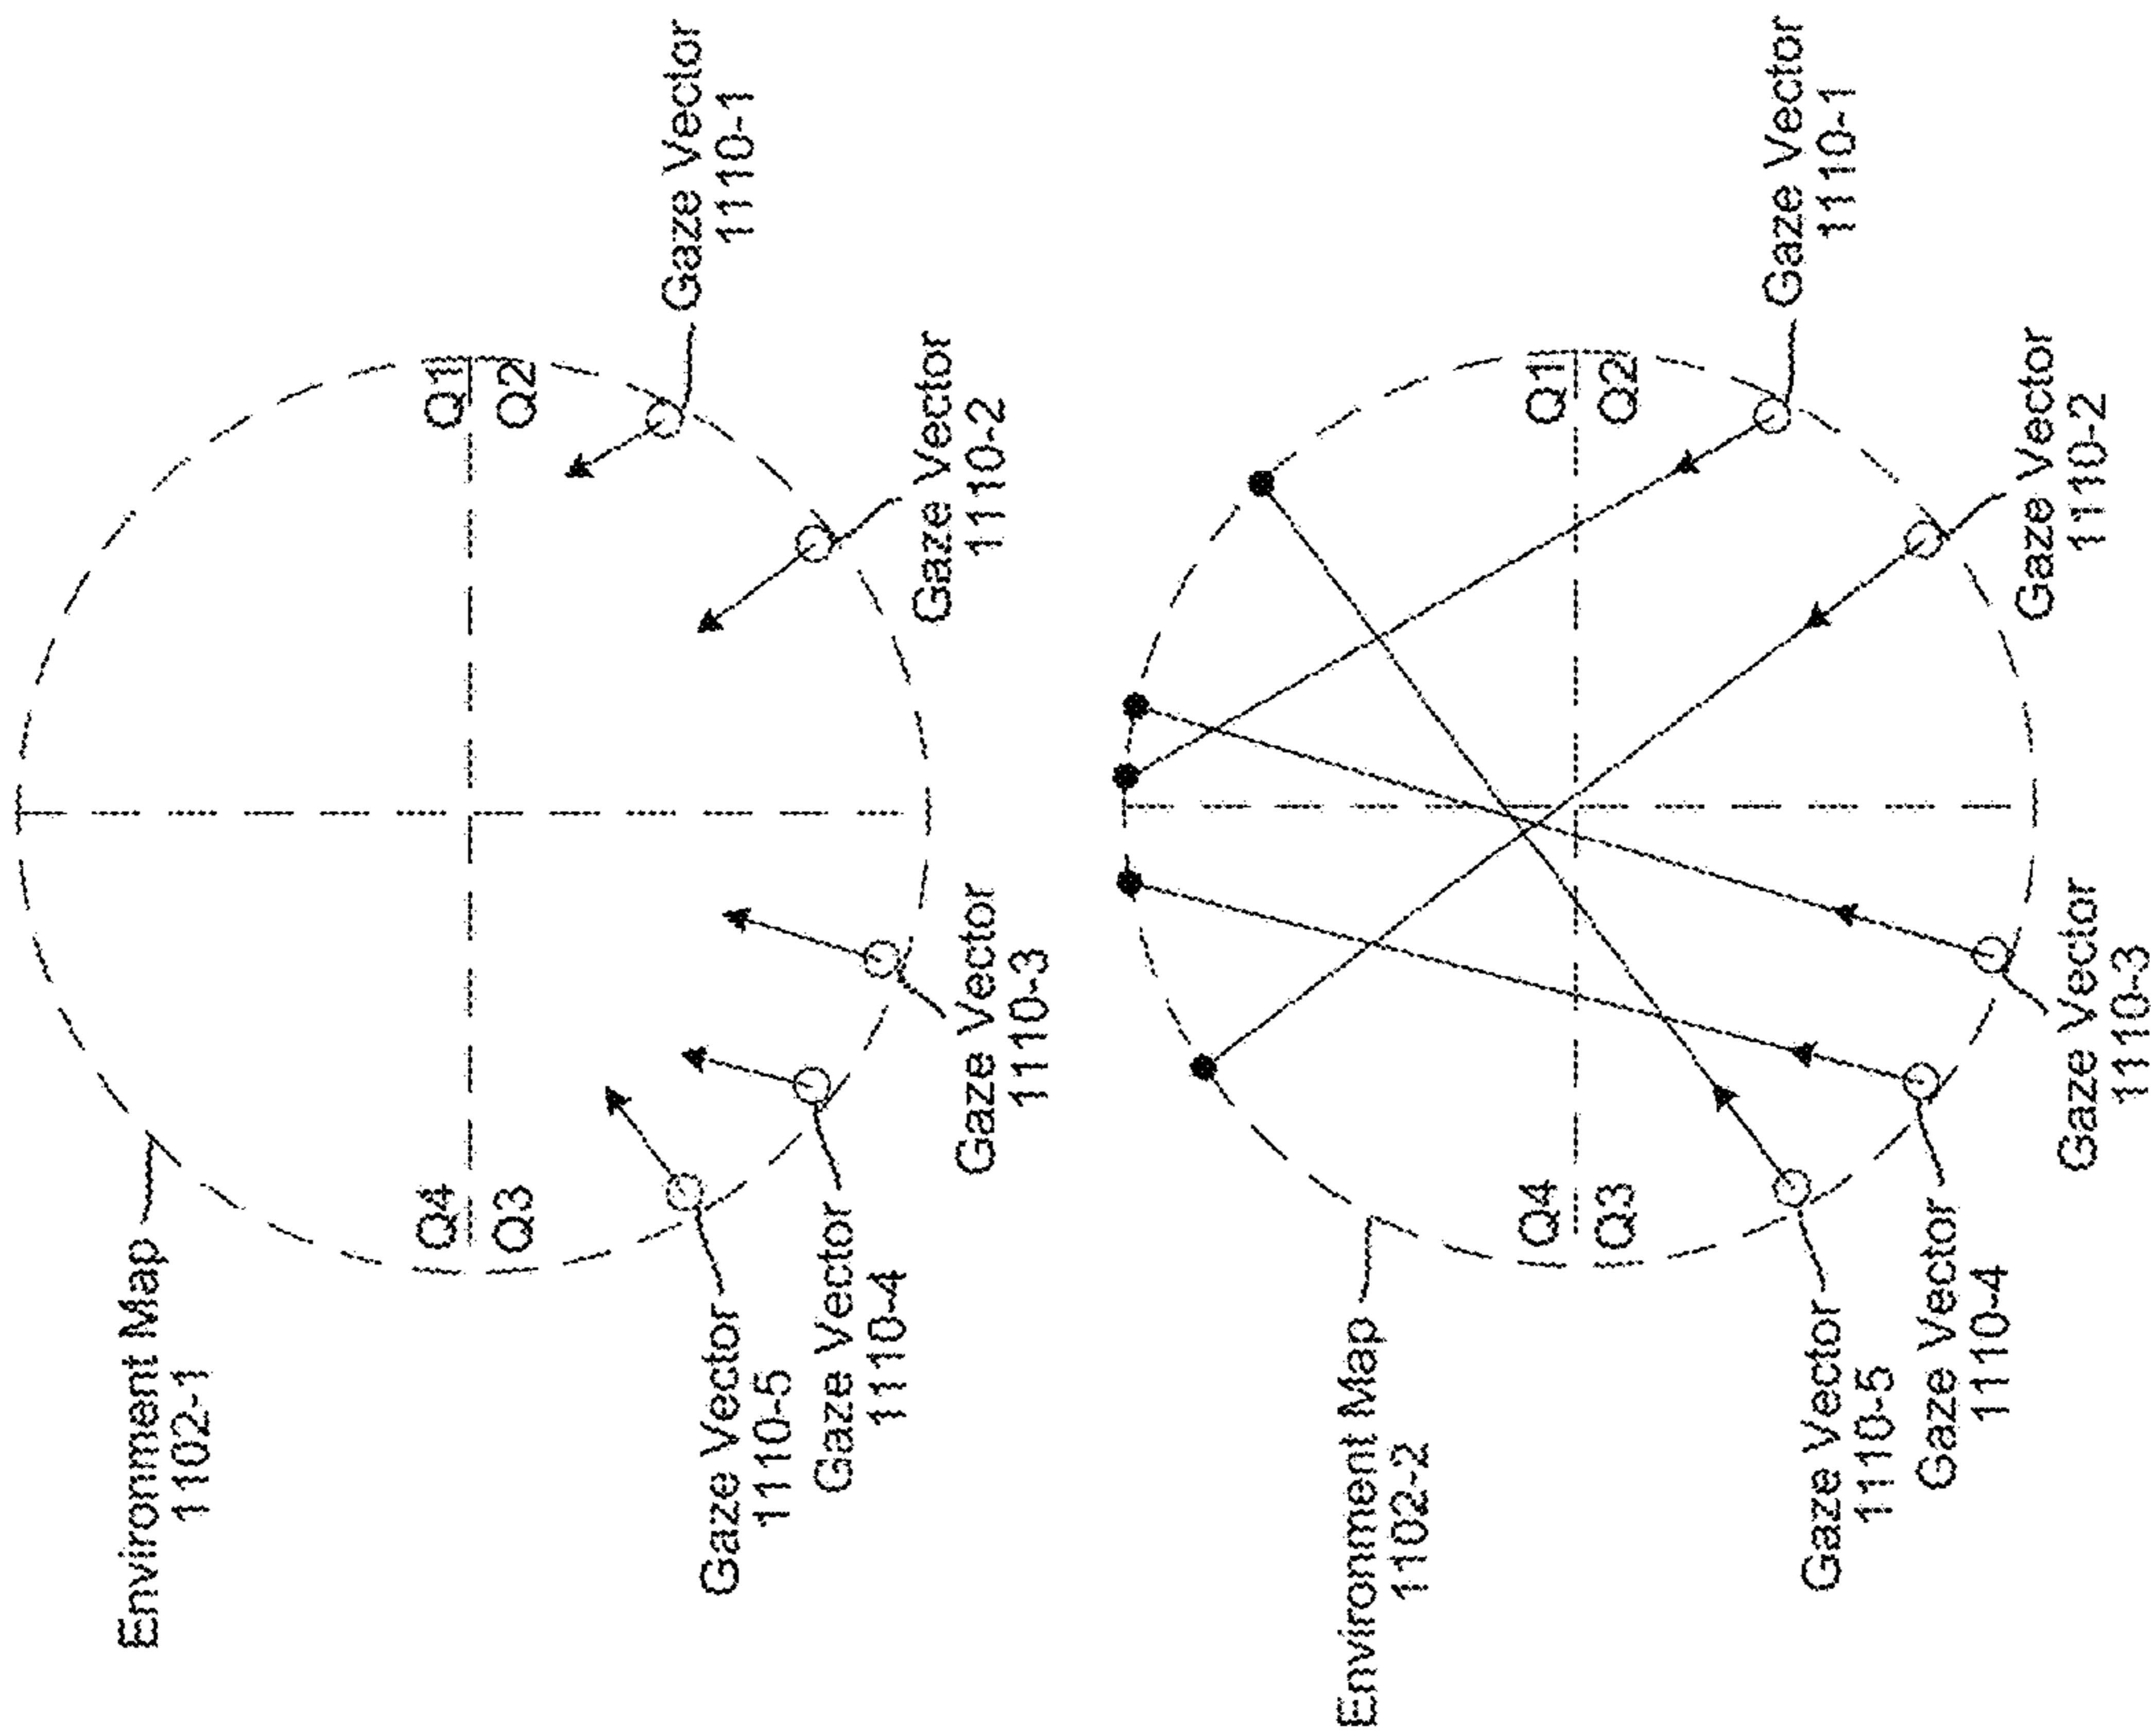 Environment Map
1102-1
Q4
Q1
Q3
Q2
Gaze Vector
1110-1
Gaze Vector
1110-5
Gaze Vector
1110-4
Gaze Vector
1110-2
Gaze Vector
1110-3
Environment Map
1102-2
Q4
Q1
Q3
Q2
Gaze Vector
1110-1
Gaze Vector
1110-5
Gaze Vector
1110-4
Gaze Vector
1110-2
Gaze Vector
1110-3